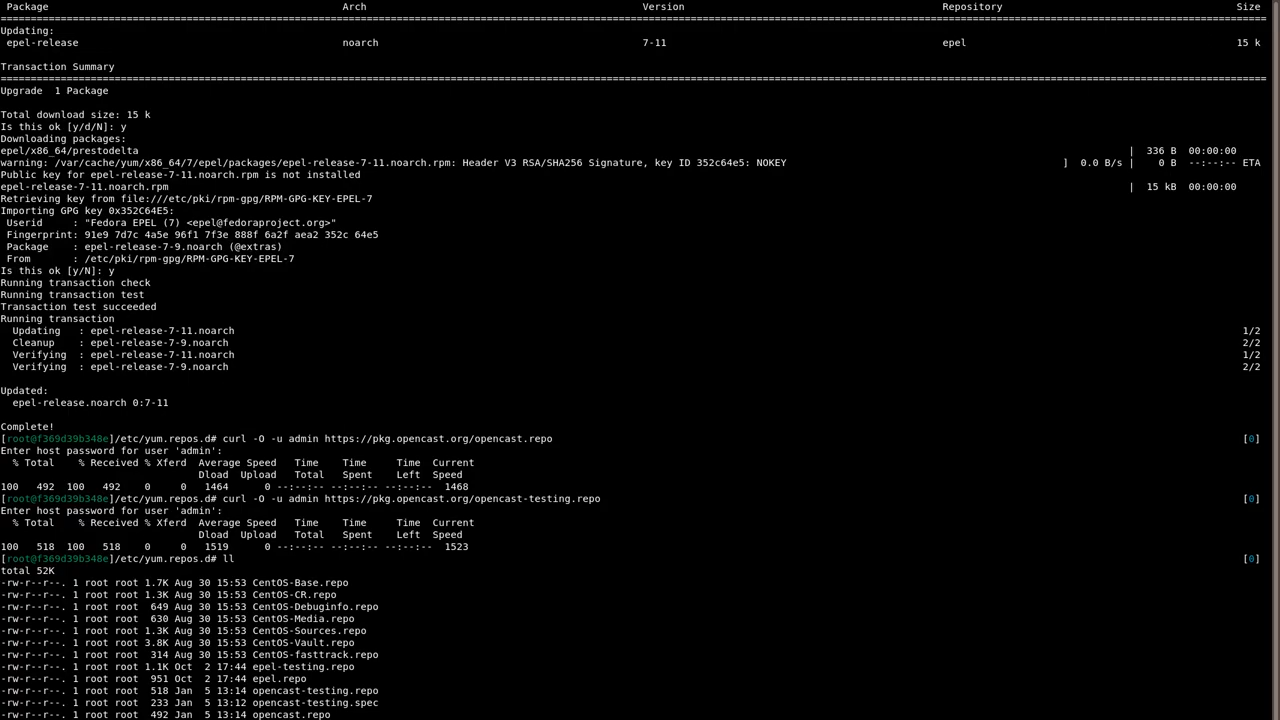 Package Arch Version Repository Size
================================================================================
Updating:
epel-release noarch 7-11 epel 15 k

Transaction Summary
================================================================================
Upgrade  1 Package

Total download size: 15 k
Is this ok [y/d/N]: y
Downloading packages:
epel/x86_64/prestodelta | 336 B  00:00:00
warning: /var/cache/yum/x86_64/7/epel/packages/epel-release-7-11.noarch.rpm: Header V3 RSA/SHA256 Signature, key ID 352c64e5: NOKEY ]  0.0 B/s |   0 B  --:--:-- ETA
Public key for epel-release-7-11.noarch.rpm is not installed
epel-release-7-11.noarch.rpm |  15 kB  00:00:00
Retrieving key from file:///etc/pki/rpm-gpg/RPM-GPG-KEY-EPEL-7
Importing GPG key 0x352C64E5:
 Userid     : "Fedora EPEL (7) <epel@fedoraproject.org>"
 Fingerprint: 91e9 7d7c 4a5e 96f1 7f3e 888f 6a2f aea2 352c 64e5
 Package    : epel-release-7-9.noarch (@extras)
 From       : /etc/pki/rpm-gpg/RPM-GPG-KEY-EPEL-7
Is this ok [y/N]: y
Running transaction check
Running transaction test
Transaction test succeeded
Running transaction
  Updating   : epel-release-7-11.noarch 1/2
  Cleanup    : epel-release-7-9.noarch 2/2
  Verifying  : epel-release-7-11.noarch 1/2
  Verifying  : epel-release-7-9.noarch 2/2

Updated:
  epel-release.noarch 0:7-11

Complete!
[root@f369d39b348e]/etc/yum.repos.d# curl -O -u admin https://pkg.opencast.org/opencast.repo [0]
Enter host password for user 'admin':
  % Total    % Received % Xferd  Average Speed   Time    Time     Time  Current
                                 Dload  Upload   Total   Spent    Left  Speed
100   492  100   492    0     0   1464      0 --:--:-- --:--:-- --:--:--  1468
[root@f369d39b348e]/etc/yum.repos.d# curl -O -u admin https://pkg.opencast.org/opencast-testing.repo [0]
Enter host password for user 'admin':
  % Total    % Received % Xferd  Average Speed   Time    Time     Time  Current
                                 Dload  Upload   Total   Spent    Left  Speed
100   518  100   518    0     0   1519      0 --:--:-- --:--:-- --:--:--  1523
[root@f369d39b348e]/etc/yum.repos.d# ll [0]
total 52K
-rw-r--r--. 1 root root 1.7K Aug 30 15:53 CentOS-Base.repo
-rw-r--r--. 1 root root 1.3K Aug 30 15:53 CentOS-CR.repo
-rw-r--r--. 1 root root  649 Aug 30 15:53 CentOS-Debuginfo.repo
-rw-r--r--. 1 root root  630 Aug 30 15:53 CentOS-Media.repo
-rw-r--r--. 1 root root 1.3K Aug 30 15:53 CentOS-Sources.repo
-rw-r--r--. 1 root root 3.8K Aug 30 15:53 CentOS-Vault.repo
-rw-r--r--. 1 root root  314 Aug 30 15:53 CentOS-fasttrack.repo
-rw-r--r--. 1 root root 1.1K Oct  2 17:44 epel-testing.repo
-rw-r--r--. 1 root root  951 Oct  2 17:44 epel.repo
-rw-r--r--. 1 root root  518 Jan  5 13:14 opencast-testing.repo
-rw-r--r--. 1 root root  233 Jan  5 13:12 opencast-testing.spec
-rw-r--r--. 1 root root  492 Jan  5 13:14 opencast.repo